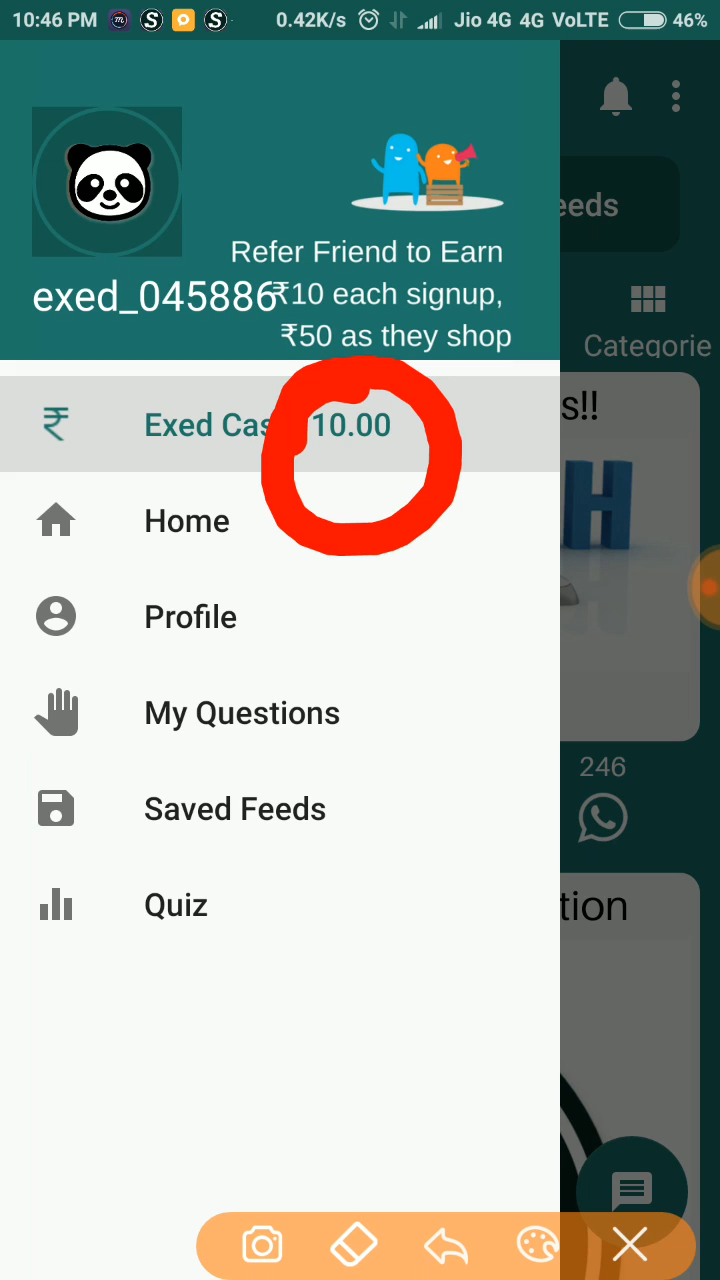 10:46 PM 0.42K/s Jio 4G 4G VoLTE 46%
eeds
Refer Friend to Earn
exed_045886 ₹10 each signup,
₹50 as they shop
Categorie
₹ Exed Cas 10.00
s!!
H
Home
Profile
My Questions
246
Saved Feeds
Quiz
tion